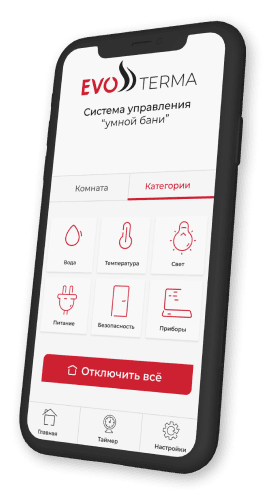 EVO TERMA
Система управления
“умной бани”
Комната Категории
Вода Температура Свет
Питание Безопасность Приборы
Отключить всё
Главная Таймер Настройки